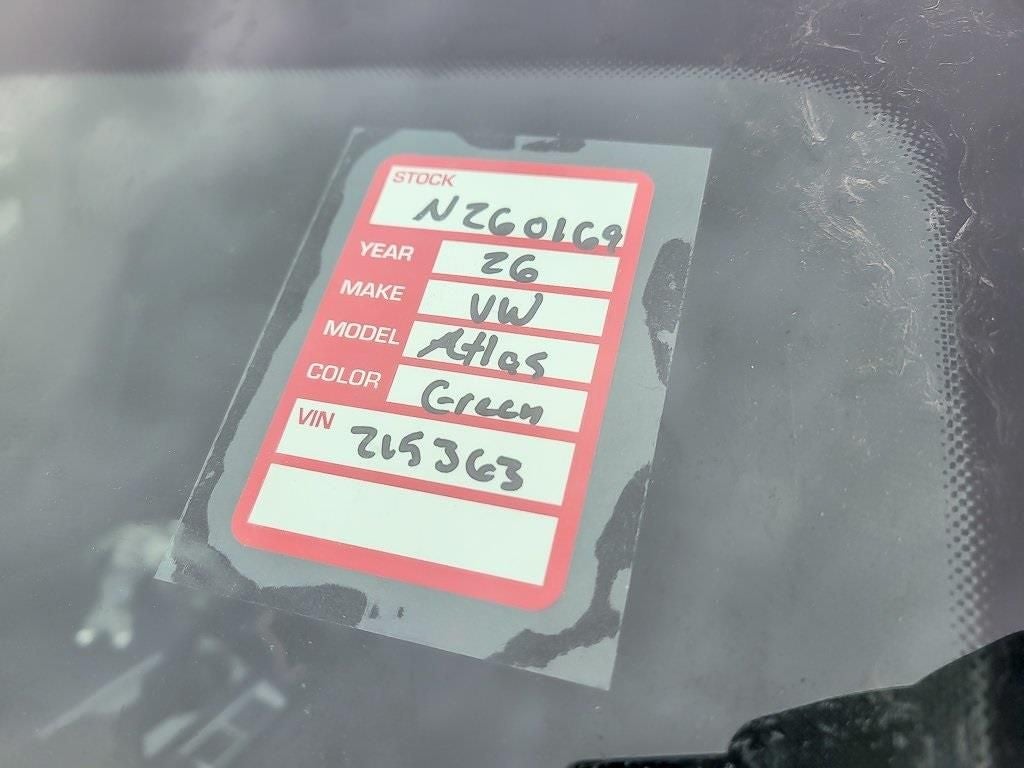 STOCK
N260169
YEAR 26
MAKE VW
MODEL Atlas
COLOR Green
VIN 215363